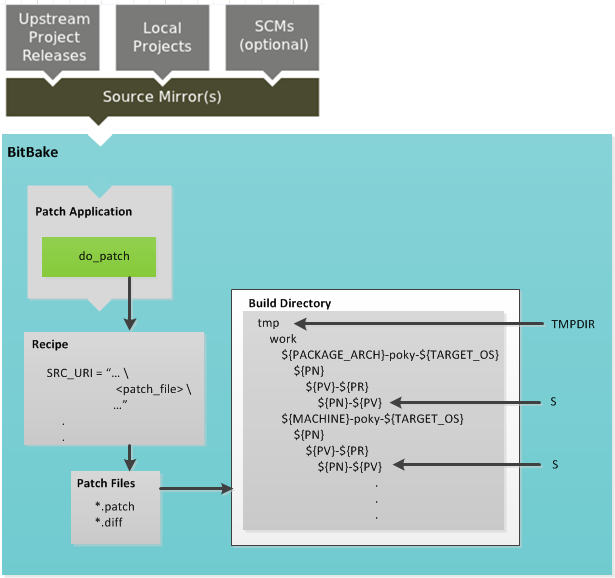 Upstream
Project
Releases
Local
Projects
SCMs
(optional)
Source Mirror(s)
BitBake
Patch Application
do_patch
Recipe
SRC_URI = “... \
<patch_file> \
...”
.
.
Patch Files
*.patch
*.diff
Build Directory
tmp
TMPDIR
work
${PACKAGE_ARCH}-poky-${TARGET_OS}
${PN}
${PV}-${PR}
${PN}-${PV}
S
${MACHINE}-poky-${TARGET_OS}
${PN}
${PV}-${PR}
${PN}-${PV}
S
.
.
.